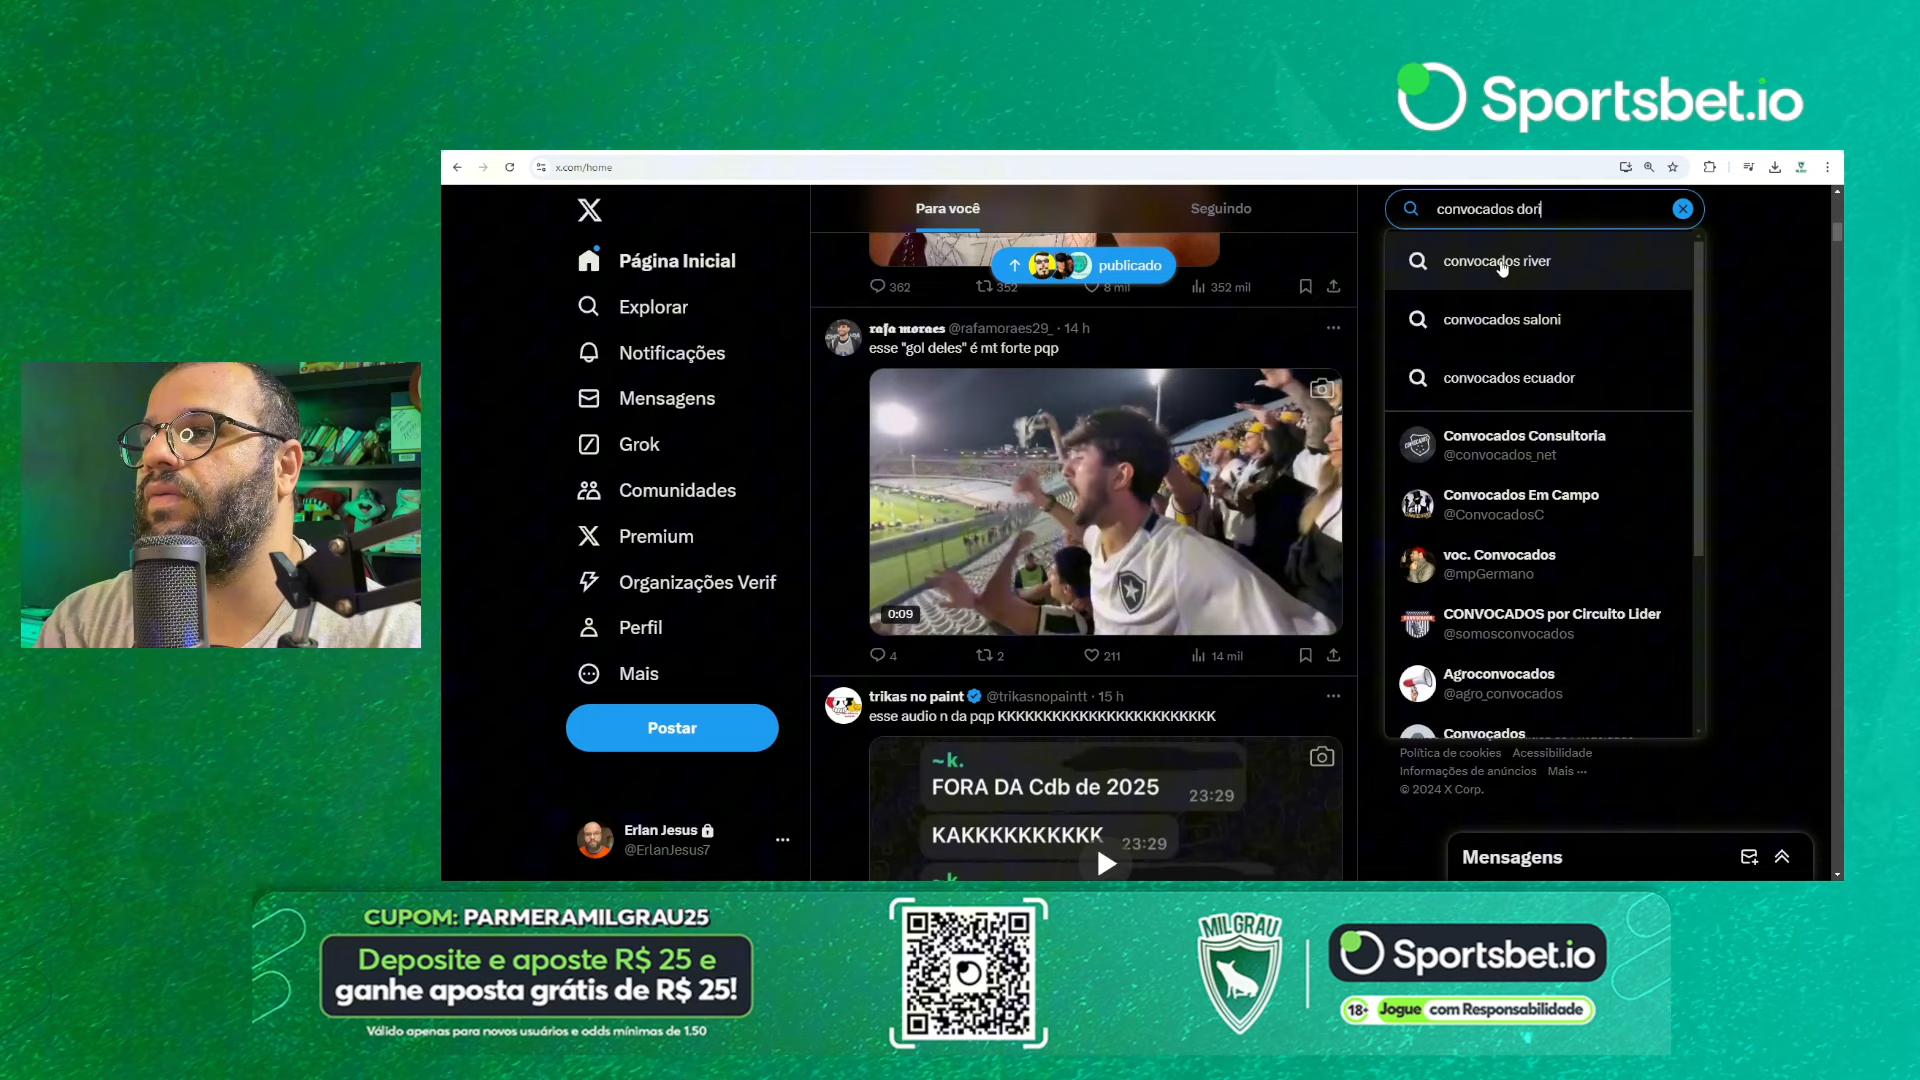 Sportsbet.io
x.com/home
Página Inicial
Explorar
Notificações
Mensagens
Grok
Comunidades
Premium
Organizações Verif
Perfil
Mais
Postar
Erlan Jesus
@ErlanJesus7
Para você
Seguindo
publicado
362
352
8 mil
352 mil
rafa moraes @rafamoraes29_ · 14 h
esse "gol deles" é mt forte pqp
0:09
4
2
211
14 mil
trikas no paint @trikasnopaintt · 15 h
esse audio n da pqp KKKKKKKKKKKKKKKKKKKKKKKK
~k.
FORA DA Cdb de 2025
23:29
KAKKKKKKKKKK
23:29
convocados dori
convocados river
convocados saloni
convocados ecuador
Convocados Consultoria
@convocados_net
Convocados Em Campo
@ConvocadosC
voc. Convocados
@mpGermano
CONVOCADOS por Circuito Lider
@somosconvocados
Agroconvocados
@agro_convocados
Convocados
Política de cookies Acessibilidade
Informações de anúncios Mais ···
© 2024 X Corp.
Mensagens
CUPOM: PARMERAMILGRAU25
Deposite e aposte R$ 25 e
ganhe aposta grátis de R$ 25!
Válido apenas para novos usuários e odds mínimas de 1.50
MIL GRAU
Sportsbet.io
18+ Jogue com Responsabilidade